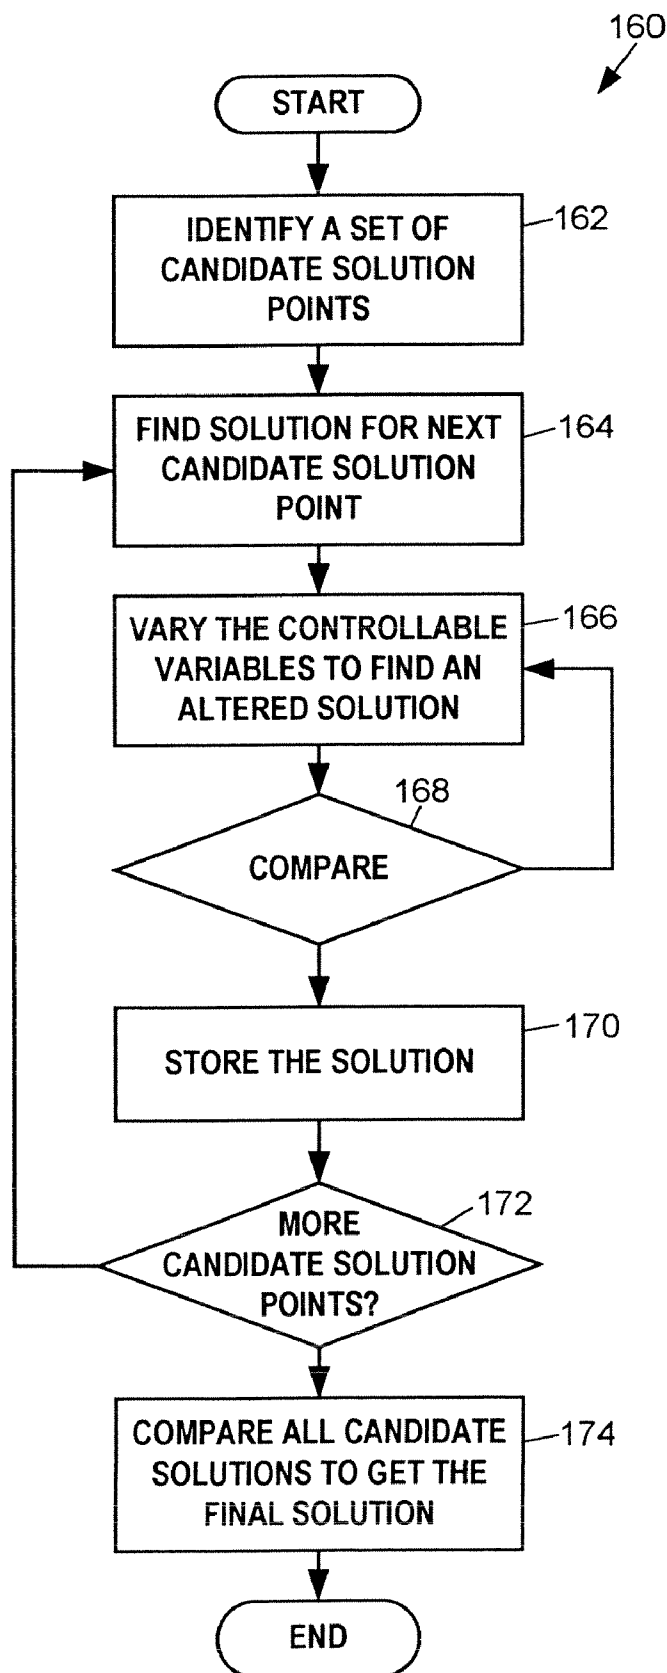 160
START
IDENTIFY A SET OF
CANDIDATE SOLUTION
POINTS
162
FIND SOLUTION FOR NEXT
CANDIDATE SOLUTION
POINT
164
VARY THE CONTROLLABLE
VARIABLES TO FIND AN
ALTERED SOLUTION
166
168
COMPARE
STORE THE SOLUTION
170
172
MORE
CANDIDATE SOLUTION
POINTS?
COMPARE ALL CANDIDATE
SOLUTIONS TO GET THE
FINAL SOLUTION
174
END